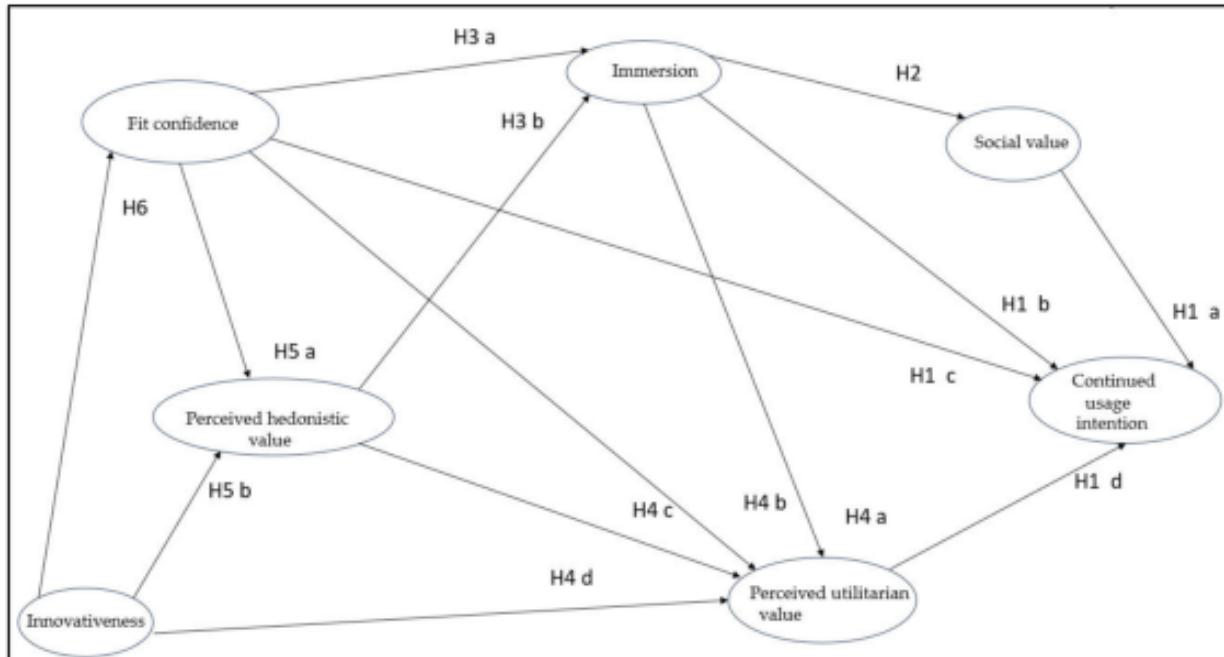 H3 a
Immersion
H2
Fit confidence
H3 b
Social value
H6
H1 b
H1 a
H5 a
H1 c
Continued
usage
intention
Perceived hedonistic
value
H5 b
H1 d
H4 c
H4 b
H4 a
H4 d
Perceived utilitarian
value
Innovativeness